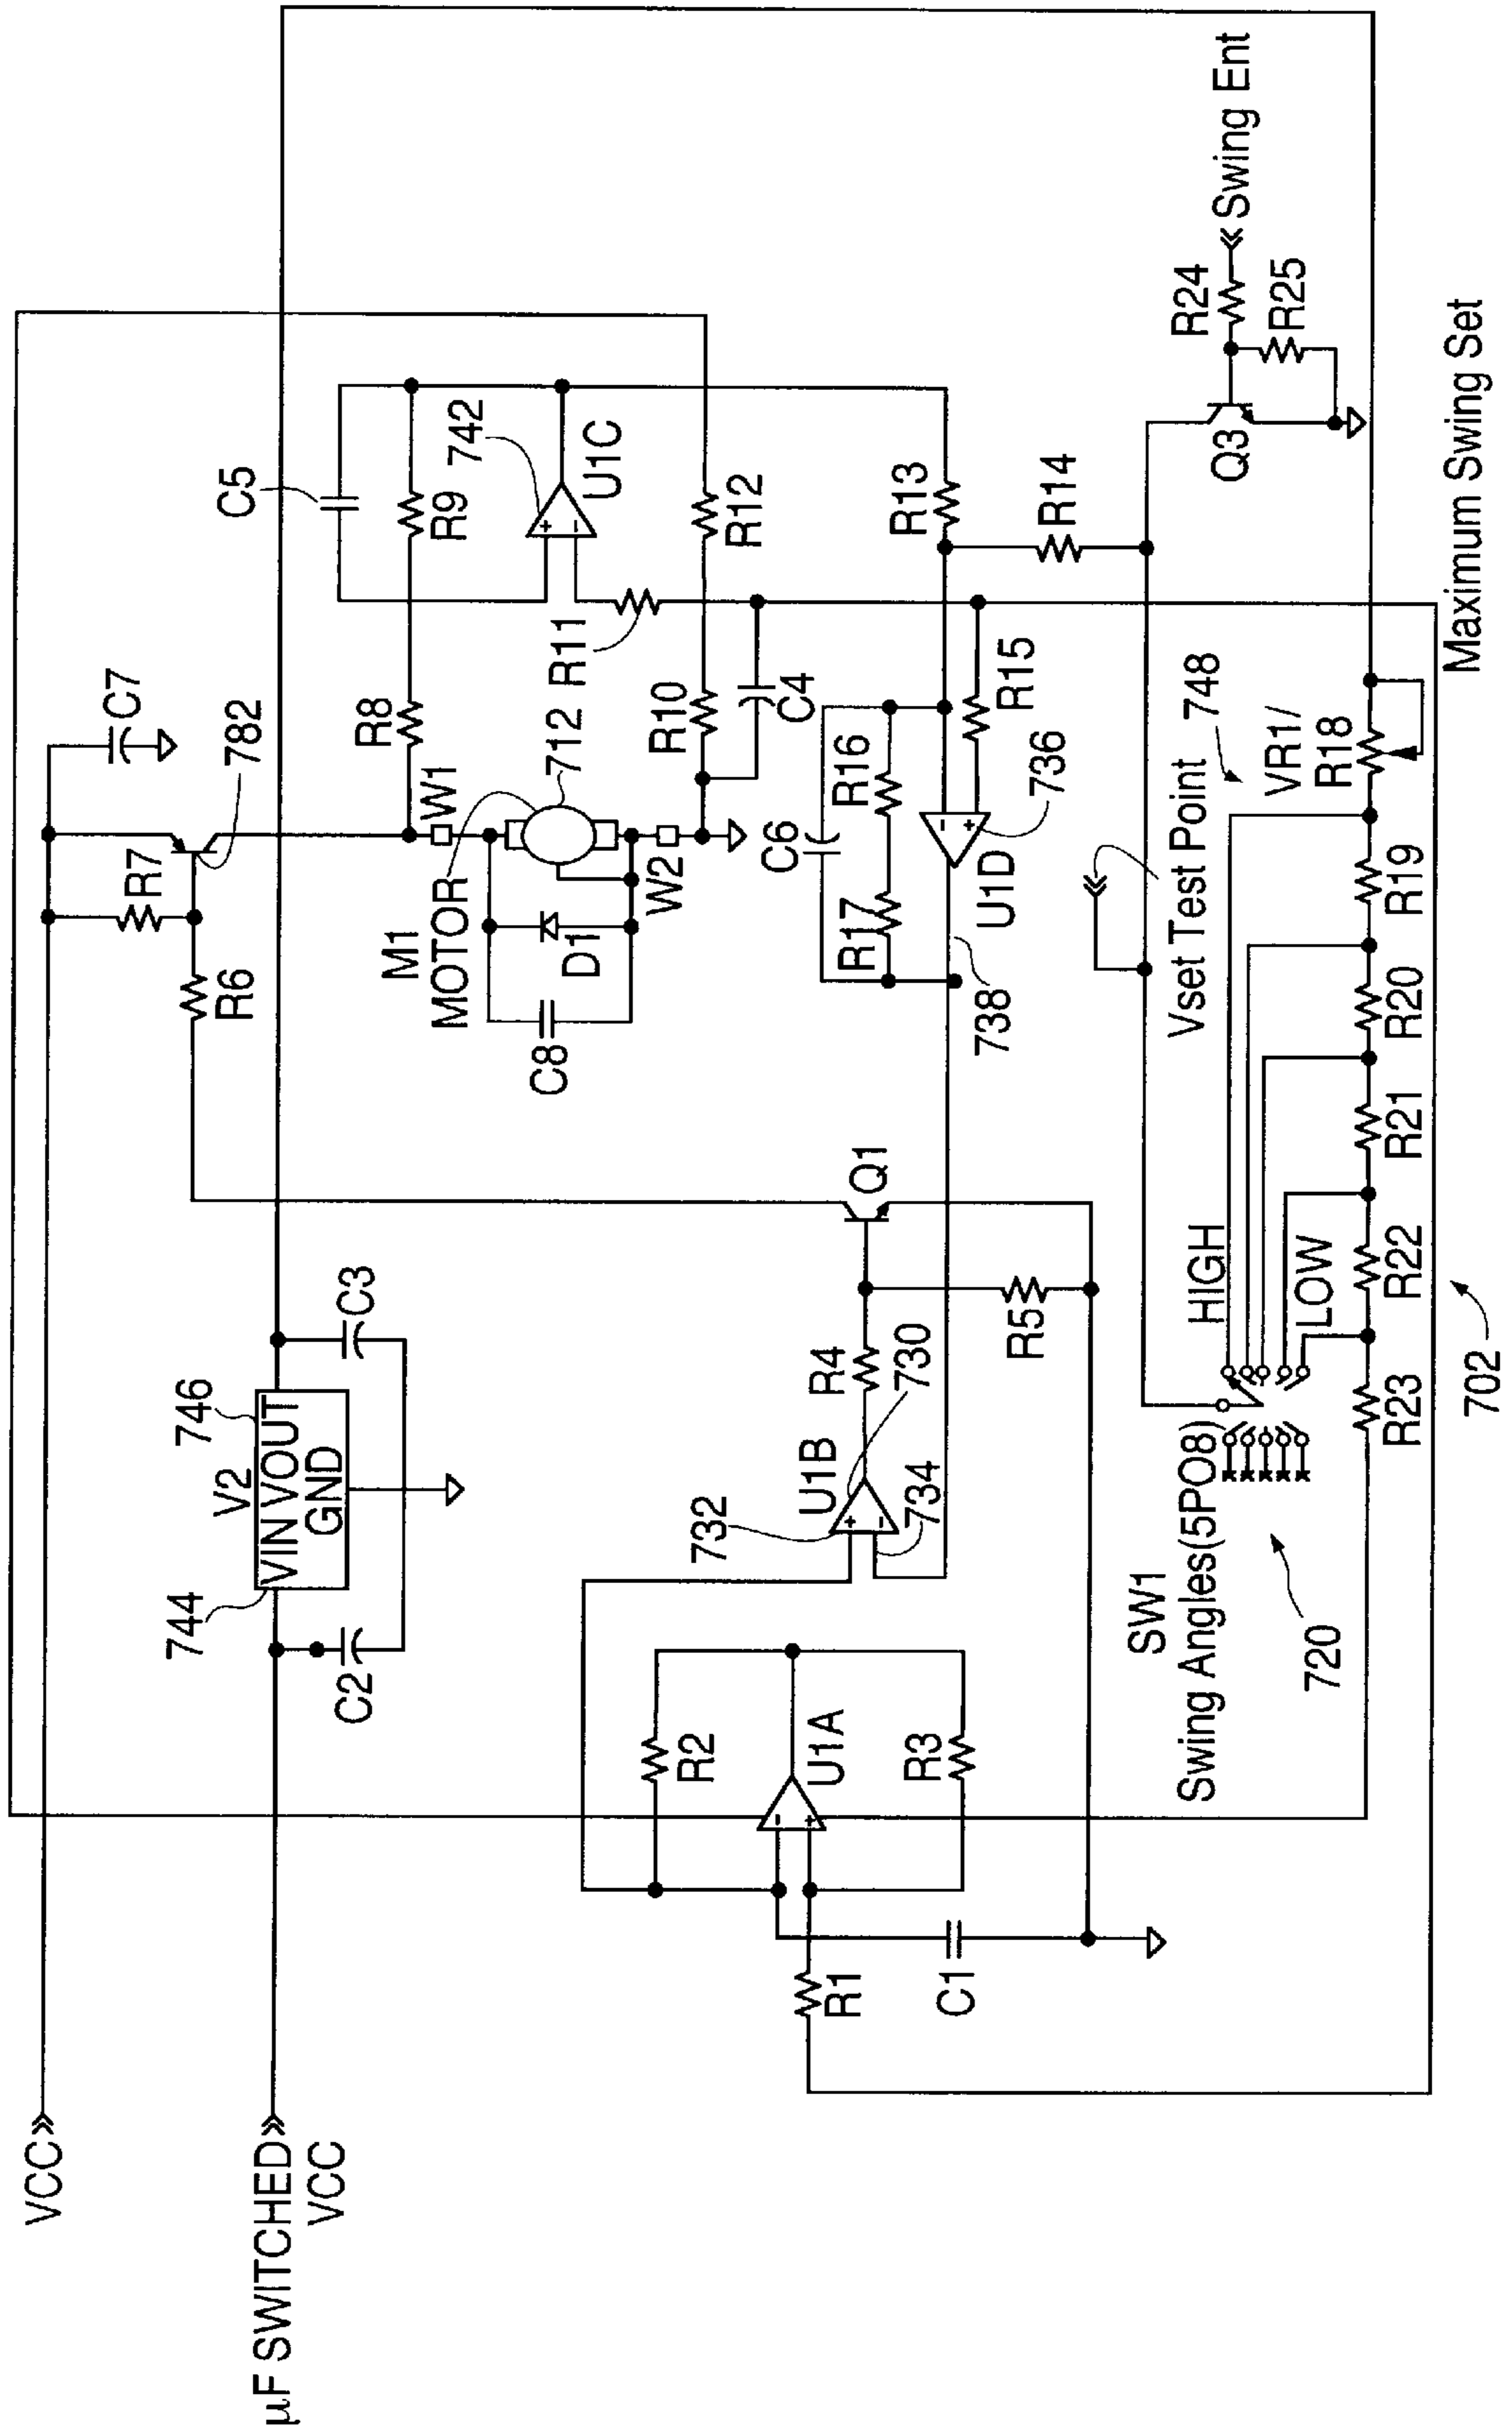 VCC
µF SWITCHED
VCC
744
746
V2
VIN VOUT
GND
C2
C3
R7
C7
782
R6
R8
R9
C5
742
U1C
W1
M1
MOTOR
712
R11
D1
C8
W2
R10
R12
C4
R2
U1A
R3
R1
C1
732
734
U1B
730
R4
R5
Q1
C6
R16
R17
R15
736
U1D
738
R13
R14
R24
Swing Ent
R25
Q3
Vset Test Point
748
VR1/
R18
Maximum Swing Set
SW1
Swing Angles(5PO8)
720
HIGH
LOW
R19
R20
R21
R22
R23
702